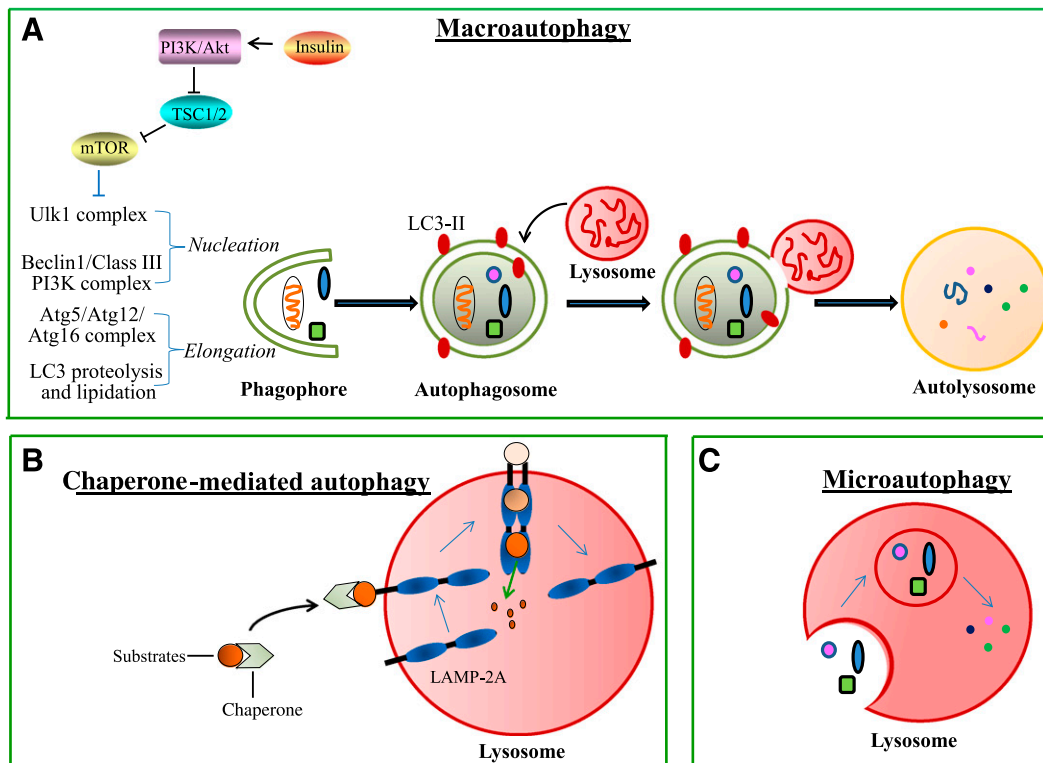 A
Macroautophagy
PI3K/Akt
Insulin
TSC1/2
mTOR
Ulk1 complex
Nucleation
Beclin1/Class III
PI3K complex
Atg5/Atg12/
Atg16 complex
Elongation
LC3 proteolysis
and lipidation
Phagophore
LC3-II
Autophagosome
Lysosome
Autolysosome
B
Chaperone-mediated autophagy
Substrates
Chaperone
LAMP-2A
Lysosome
C
Microautophagy
Lysosome